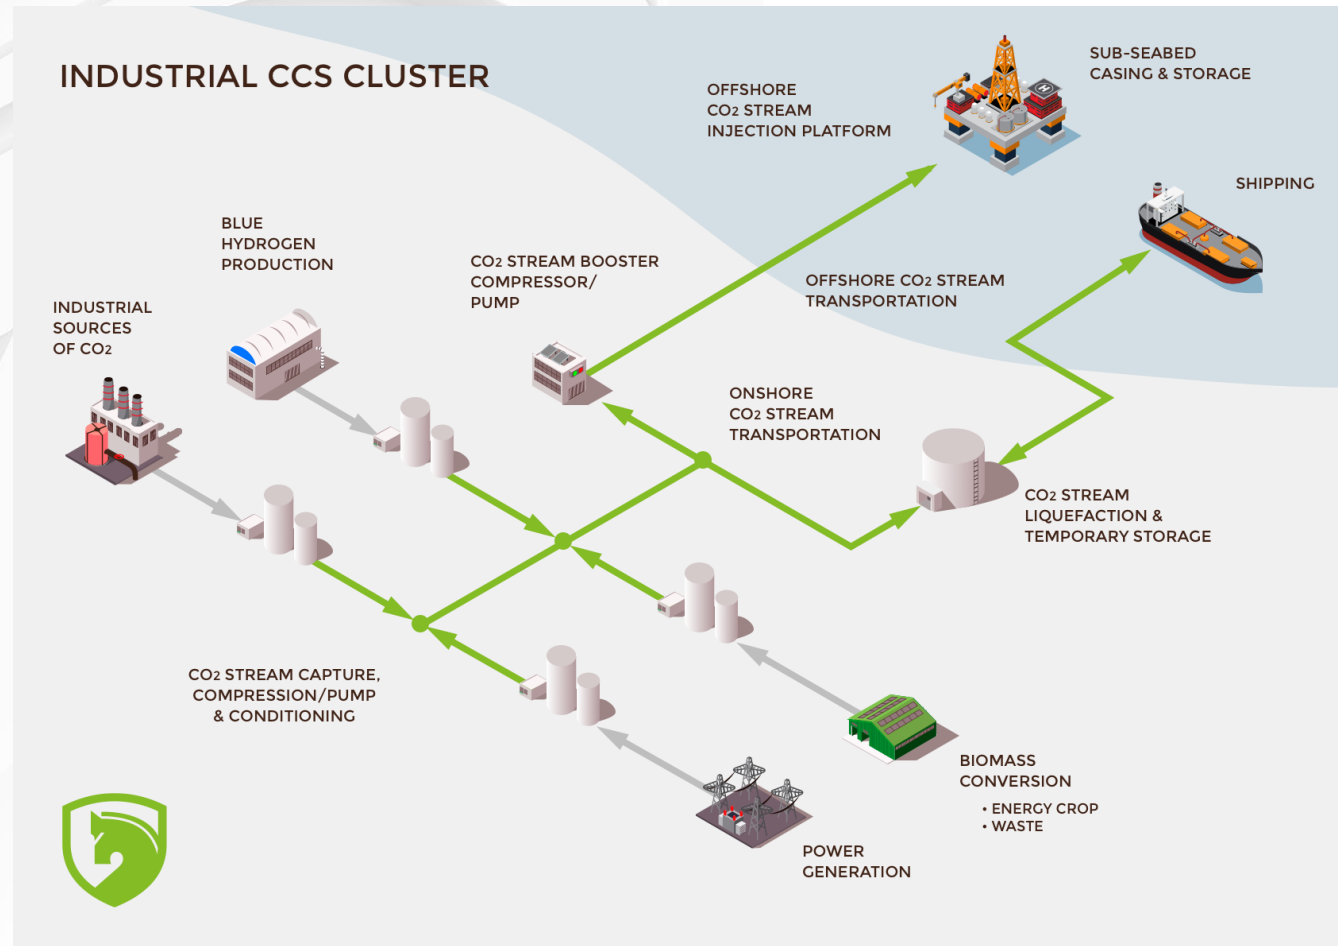 INDUSTRIAL CCS CLUSTER
SUB-SEABED
CASING & STORAGE
OFFSHORE
CO2 STREAM
INJECTION PLATFORM
SHIPPING
BLUE
HYDROGEN
PRODUCTION
CO2 STREAM BOOSTER
COMPRESSOR/
PUMP
OFFSHORE CO2 STREAM
TRANSPORTATION
INDUSTRIAL
SOURCES
OF CO2
ONSHORE
CO2 STREAM
TRANSPORTATION
CO2 STREAM
LIQUEFACTION &
TEMPORARY STORAGE
CO2 STREAM CAPTURE,
COMPRESSION/PUMP
& CONDITIONING
BIOMASS
CONVERSION
• ENERGY CROP
• WASTE
POWER
GENERATION
H